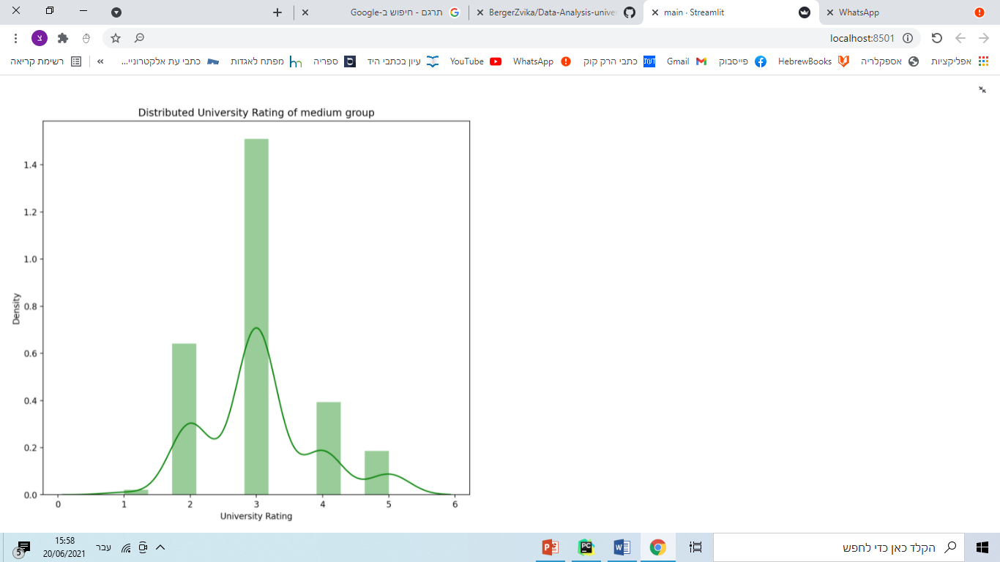 תרגם - חיפוש ב-Google
BergerZvika/Data-Analysis-unive
main · Streamlit
WhatsApp
צ
localhost:8501
רשימת קריאה
»
כתבי עת אלקטרוניי...
מפתח לאגדות
hn
ספריה
עיון בכתבי היד
YouTube
WhatsApp
כתבי הרק קוק
דעת
Gmail
פייסבוק
HebrewBooks
אספקלריה
אפליקציות
Distributed University Rating of medium group
Density
1.4
1.2
1.0
0.8
0.6
0.4
0.2
0.0
0 1 2 3 4 5 6
University Rating
5
15:58
20/06/2021
עבר
P
PC
W
הקלד כאן כדי לחפש